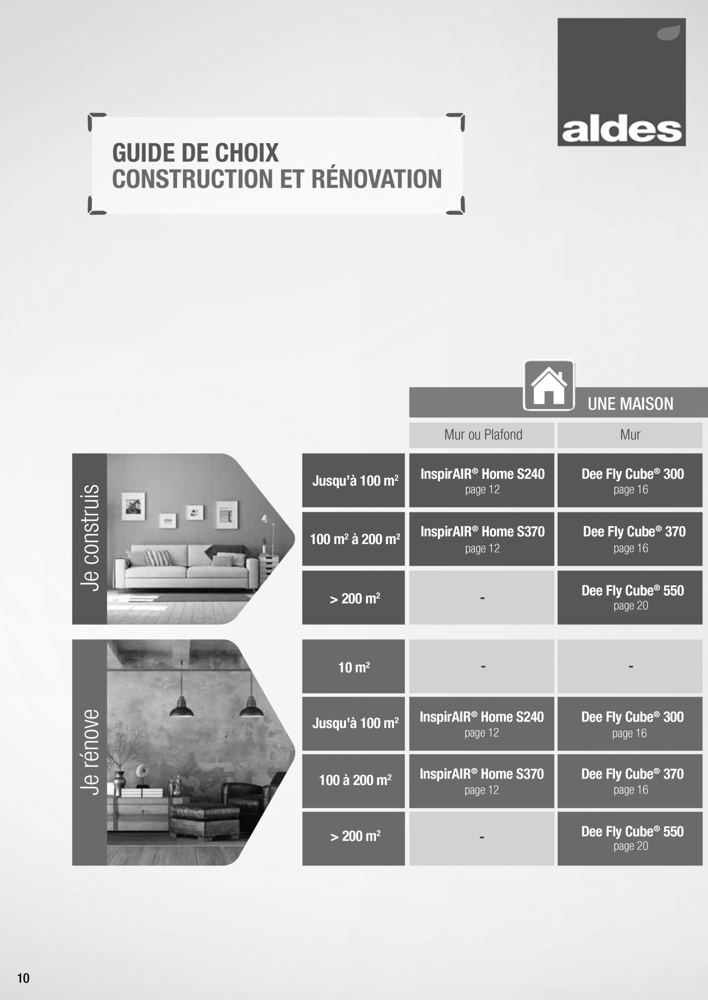 aldes
GUIDE DE CHOIX
CONSTRUCTION ET RÉNOVATION
UNE MAISON
Mur ou Plafond
Mur
Je construis
Jusqu’à 100 m²
InspirAIR® Home S240
page 12
Dee Fly Cube® 300
page 16
100 m² à 200 m²
InspirAIR® Home S370
page 12
Dee Fly Cube® 370
page 16
> 200 m²
-
Dee Fly Cube® 550
page 20
Je rénove
10 m²
-
-
Jusqu’à 100 m²
InspirAIR® Home S240
page 12
Dee Fly Cube® 300
page 16
100 à 200 m²
InspirAIR® Home S370
page 12
Dee Fly Cube® 370
page 16
> 200 m²
-
Dee Fly Cube® 550
page 20
10